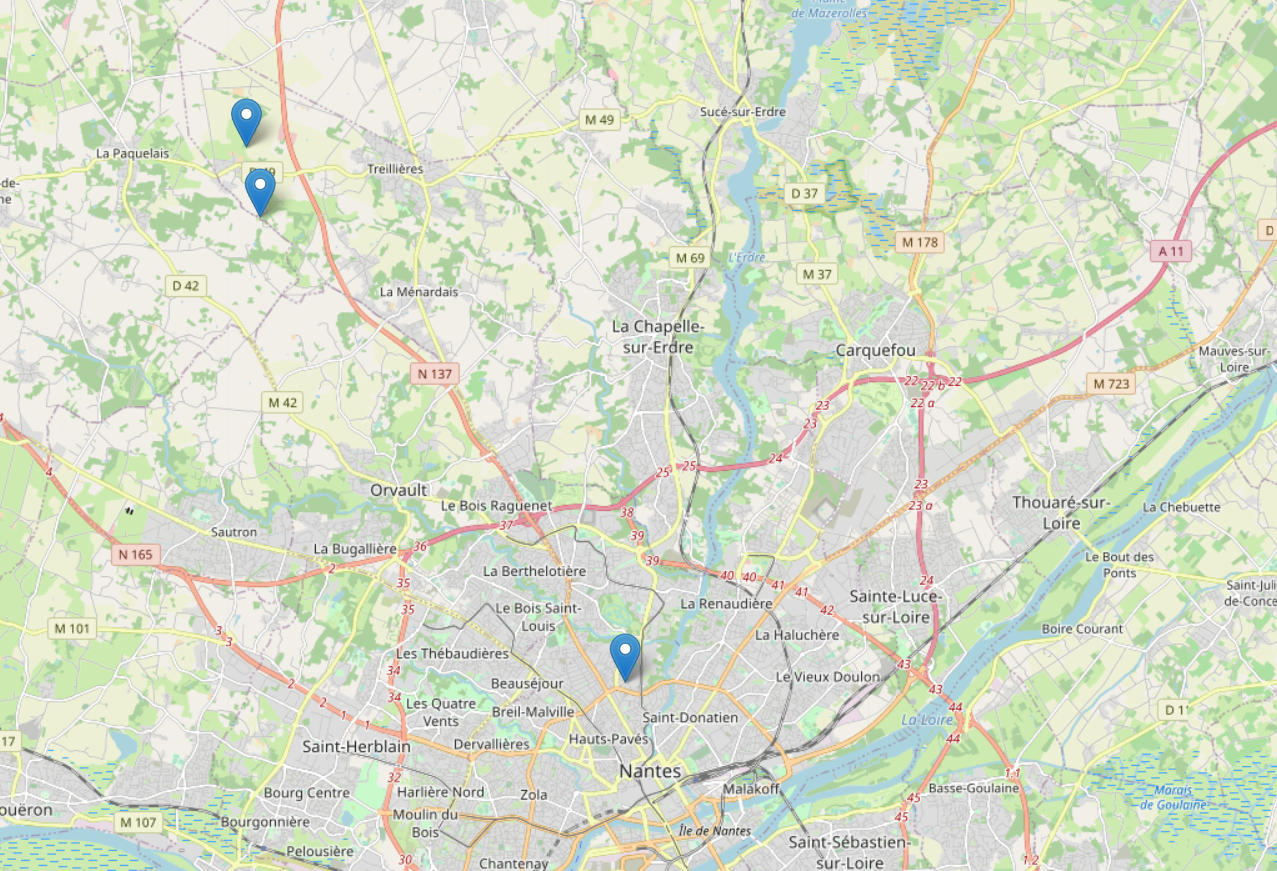 de Mazerolles
Sucé-sur-Erdre
M 49
La Paquelais
Treillières
D 37
M 178
A 11
D
M 69
L'Erdre
M 37
D 42
La Ménardais
La Chapelle-
sur-Erdre
Carquefou
Mauves-sur-
Loire
N 137
22
22 b
22
M 723
22 a
M 42
23
23
4
24
25
25
Orvault
23
23 a
Le Bois Raguenet
Thouaré-sur-
Loire
La Chebuette
38
37
Sautron
39
La Bugallière
36
N 165
39
Le Bout des
Ponts
2
La Berthelotière
40
40
41
35
41
24
Saint-Juli
de-Conce
35
Le Bois Saint-
Louis
La Renaudière
42
Sainte-Luce-
sur-Loire
M 101
3
3
La Haluchère
Boire Courant
Les Thébaudières
34
43
Le Vieux Doulon
43
Beauséjour
2
34
2
Les Quatre
Vents
Breil-Malville
Saint-Donatien
44
D 11
1
1
La Loire
44
17
Saint-Herblain
Dervallières
Hauts-Pavés
Nantes
32
1.1
Bourg Centre
Harlière Nord
Zola
Malakoff
Basse-Goulaine
Marais
de Goulaine
45
ouëron
M 107
Bourgonnière
Moulin du
Bois
Île de Nantes
45
Saint-Sébastien-
sur-Loire
Pelousière
30
Chantenay
1.2